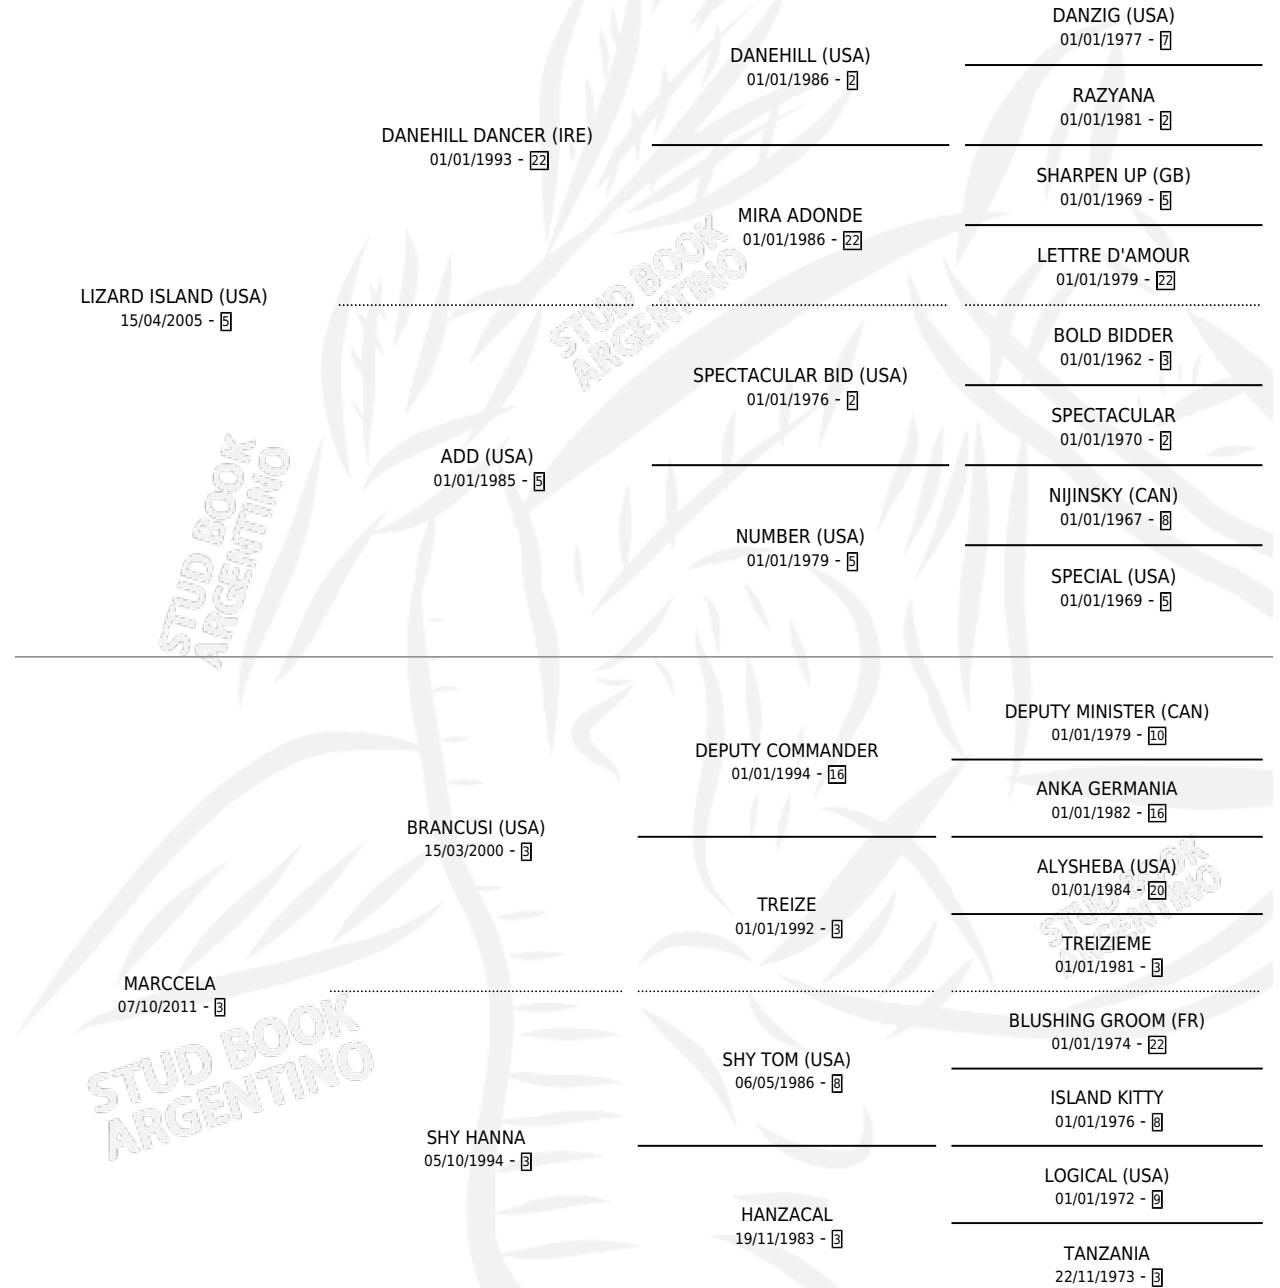 DANZIG (USA)
01/01/1977 - 7
DANEHILL (USA)
01/01/1986 - 2
RAZYANA
01/01/1981 - 2
DANEHILL DANCER (IRE)
01/01/1993 - 22
SHARPEN UP (GB)
01/01/1969 - 5
MIRA ADONDE
01/01/1986 - 22
LETTRE D'AMOUR
01/01/1979 - 22
LIZARD ISLAND (USA)
15/04/2005 - 5
BOLD BIDDER
01/01/1962 - 3
SPECTACULAR BID (USA)
01/01/1976 - 2
SPECTACULAR
01/01/1970 - 2
ADD (USA)
01/01/1985 - 5
NIJINSKY (CAN)
01/01/1967 - 8
NUMBER (USA)
01/01/1979 - 5
SPECIAL (USA)
01/01/1969 - 5
STUD BOOK
ARGENTINO
STUD BOOK
ARGENTINO
DEPUTY MINISTER (CAN)
01/01/1979 - 10
DEPUTY COMMANDER
01/01/1994 - 16
ANKA GERMANIA
01/01/1982 - 16
BRANCUSI (USA)
15/03/2000 - 3
ALYSHEBA (USA)
01/01/1984 - 20
TREIZE
01/01/1992 - 3
TREIZIEME
01/01/1981 - 3
MARCCELA
07/10/2011 - 3
BLUSHING GROOM (FR)
01/01/1974 - 22
SHY TOM (USA)
06/05/1986 - 8
ISLAND KITTY
01/01/1976 - 8
SHY HANNA
05/10/1994 - 3
LOGICAL (USA)
01/01/1972 - 9
HANZACAL
19/11/1983 - 3
TANZANIA
22/11/1973 - 3
STUD BOOK
ARGENTINO
STUD BOOK
ARGENTINO